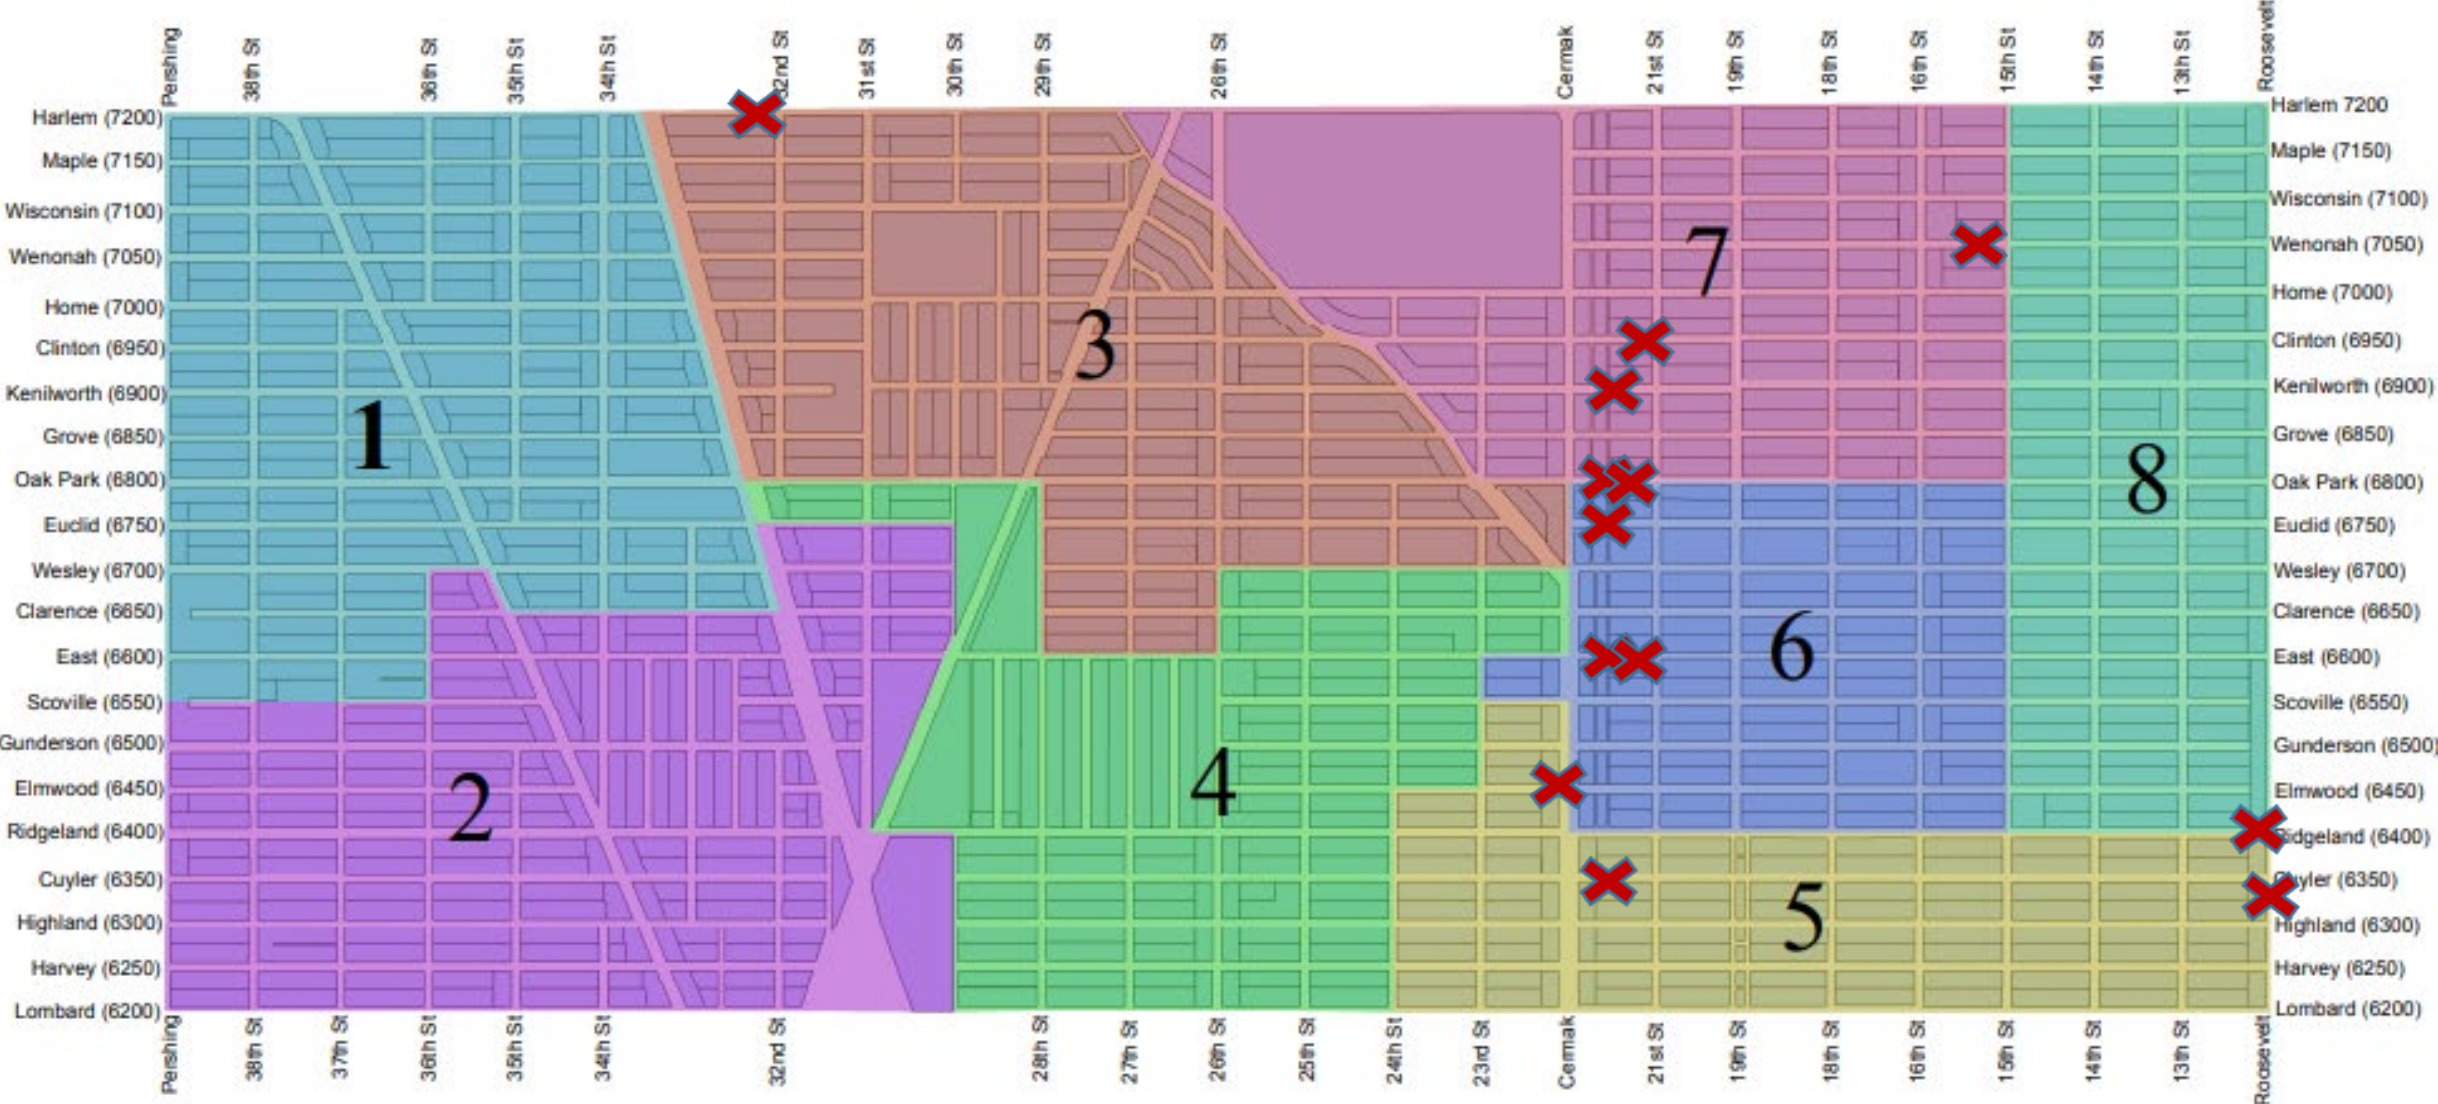 Pershing
38th St
36th St
35th St
34th St
32nd St
31st St
30th St
29th St
26th St
Cermak
21st St
19th St
18th St
16th St
15th St
14th St
13th St
Roosevelt
Harlem (7200)
Maple (7150)
Wisconsin (7100)
Wenonah (7050)
Home (7000)
Clinton (6950)
Kenilworth (6900)
Grove (6850)
Oak Park (6800)
Euclid (6750)
Wesley (6700)
Clarence (6650)
East (6600)
Scoville (6550)
Gunderson (6500)
Elmwood (6450)
Ridgeland (6400)
Cuyler (6350)
Highland (6300)
Harvey (6250)
Lombard (6200)
1
2
3
4
5
6
7
8
Harlem 7200
Maple (7150)
Wisconsin (7100)
Wenonah (7050)
Home (7000)
Clinton (6950)
Kenilworth (6900)
Grove (6850)
Oak Park (6800)
Euclid (6750)
Wesley (6700)
Clarence (6650)
East (6600)
Scoville (6550)
Gunderson (6500)
Elmwood (6450)
Ridgeland (6400)
Cuyler (6350)
Highland (6300)
Harvey (6250)
Lombard (6200)
Pershing
38th St
37th St
36th St
35th St
34th St
32nd St
28th St
27th St
26th St
25th St
24th St
23rd St
Cermak
21st St
19th St
18th St
16th St
15th St
14th St
13th St
Roosevelt